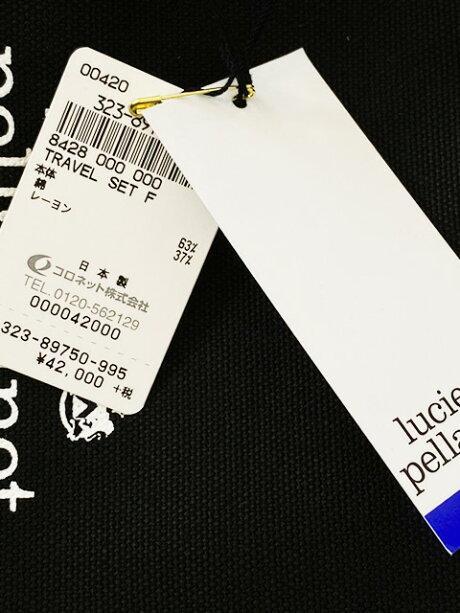 00420
323-89
8428 000 000
TRAVEL SET F
本体
綿 63%
レーヨン 37%
日本製
コロネット株式会社
TEL.0120-562129
000042000
323-89750-995
¥42,000 +税
lucie
pella